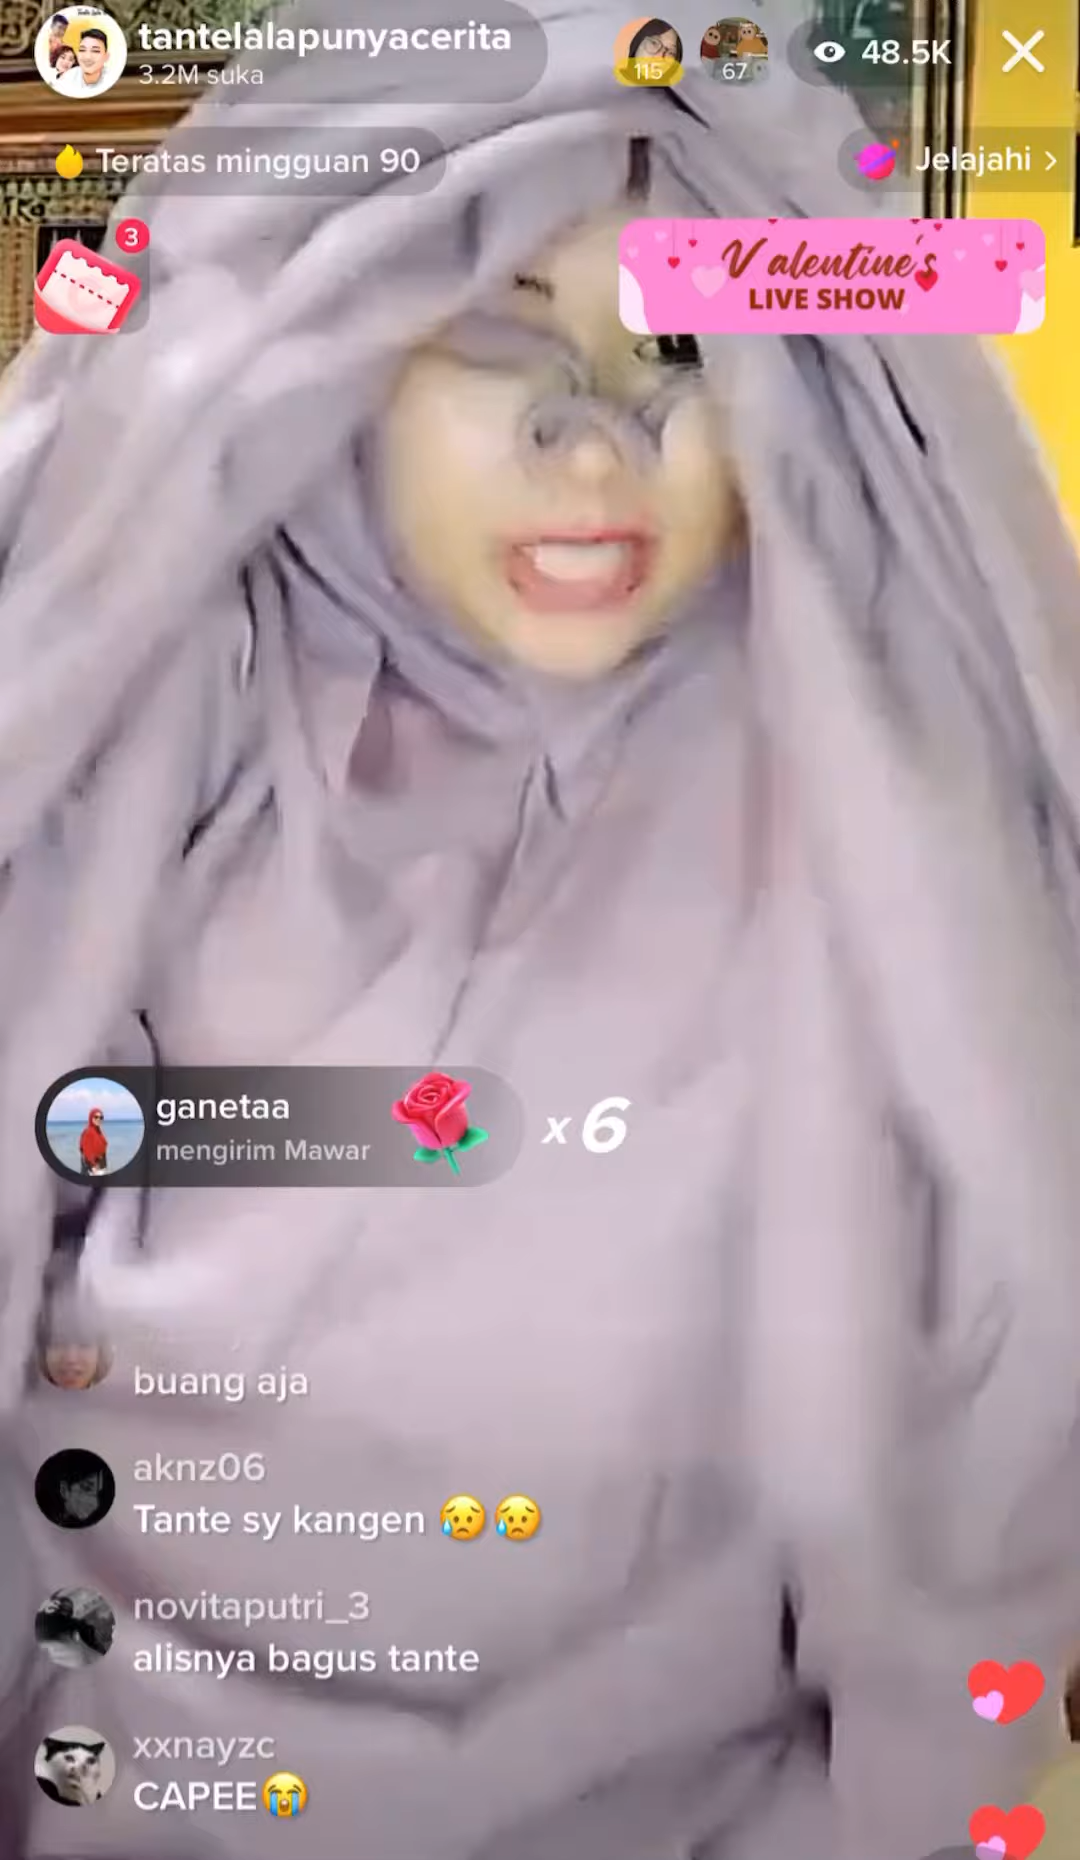 tantelalapunyacerita
3.2M suka
115
67
48.5K
Teratas mingguan 90
Jelajahi >
3
Valentine's
LIVE SHOW
ganetaa
mengirim Mawar
x 6
buang aja
aknz06
Tante sy kangen 😥😥
novitaputri_3
alisnya bagus tante
xxnayzc
CAPEE😭